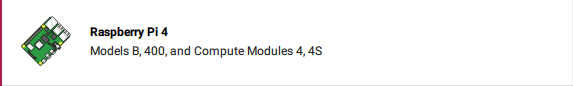 Raspberry Pi 4
Models B, 400, and Compute Modules 4, 4S